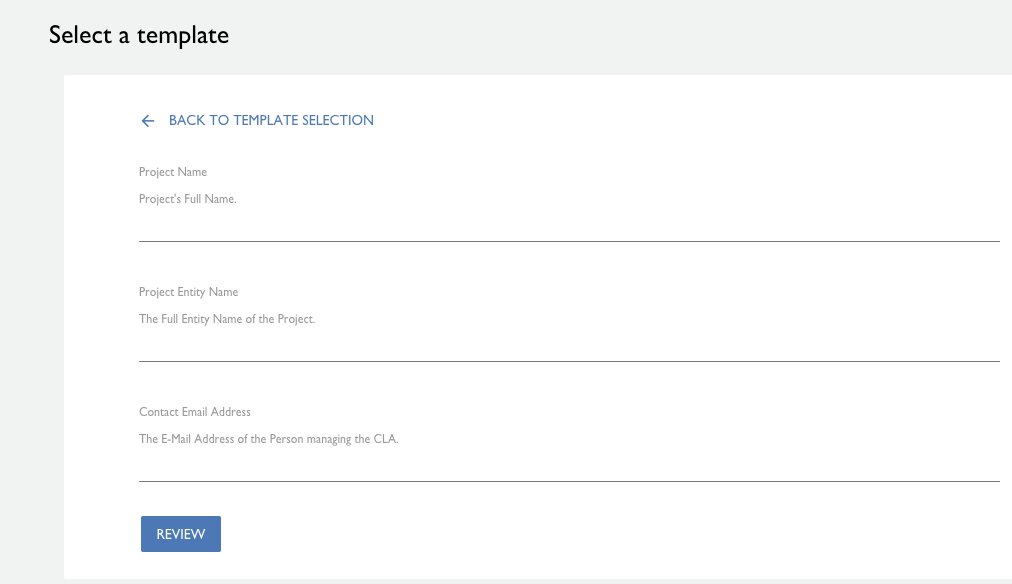 Select a template
BACK TO TEMPLATE SELECTION
Project Name
Project's Full Name.
Project Entity Name
The Full Entity Name of the Project.
Contact Email Address
The E-Mail Address of the Person managing the CLA.
REVIEW